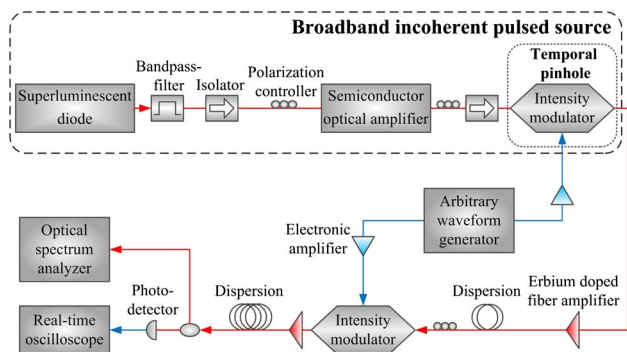 Broadband incoherent pulsed source
Bandpass-
filter
Isolator
Polarization
controller
Temporal
pinhole
Superluminescent
diode
Semiconductor
optical amplifier
Intensity
modulator
Arbitrary
waveform
generator
Electronic
amplifier
Optical
spectrum
analyzer
Photo-
detector
Dispersion
Dispersion
Erbium doped
fiber amplifier
Real-time
oscilloscope
Intensity
modulator